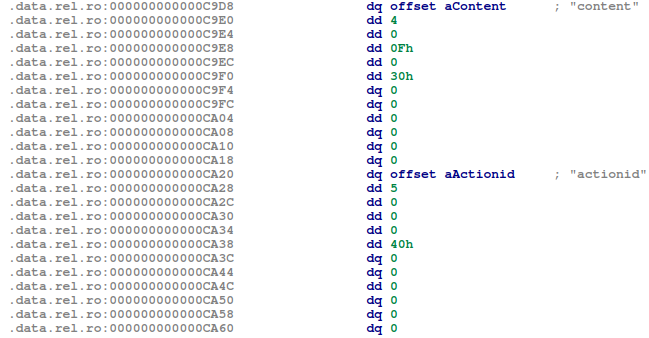 .data.rel.ro:000000000000C9D8 dq offset aContent ; "content"
.data.rel.ro:000000000000C9E0 dd 4
.data.rel.ro:000000000000C9E4 dd 0
.data.rel.ro:000000000000C9E8 dd 0Fh
.data.rel.ro:000000000000C9EC dd 0
.data.rel.ro:000000000000C9F0 dd 30h
.data.rel.ro:000000000000C9F4 dq 0
.data.rel.ro:000000000000C9FC dq 0
.data.rel.ro:000000000000CA04 dd 0
.data.rel.ro:000000000000CA08 dq 0
.data.rel.ro:000000000000CA10 dq 0
.data.rel.ro:000000000000CA18 dq 0
.data.rel.ro:000000000000CA20 dq offset aActionid ; "actionid"
.data.rel.ro:000000000000CA28 dd 5
.data.rel.ro:000000000000CA2C dd 0
.data.rel.ro:000000000000CA30 dd 0
.data.rel.ro:000000000000CA34 dd 0
.data.rel.ro:000000000000CA38 dd 40h
.data.rel.ro:000000000000CA3C dq 0
.data.rel.ro:000000000000CA44 dq 0
.data.rel.ro:000000000000CA4C dd 0
.data.rel.ro:000000000000CA50 dq 0
.data.rel.ro:000000000000CA58 dq 0
.data.rel.ro:000000000000CA60 dq 0